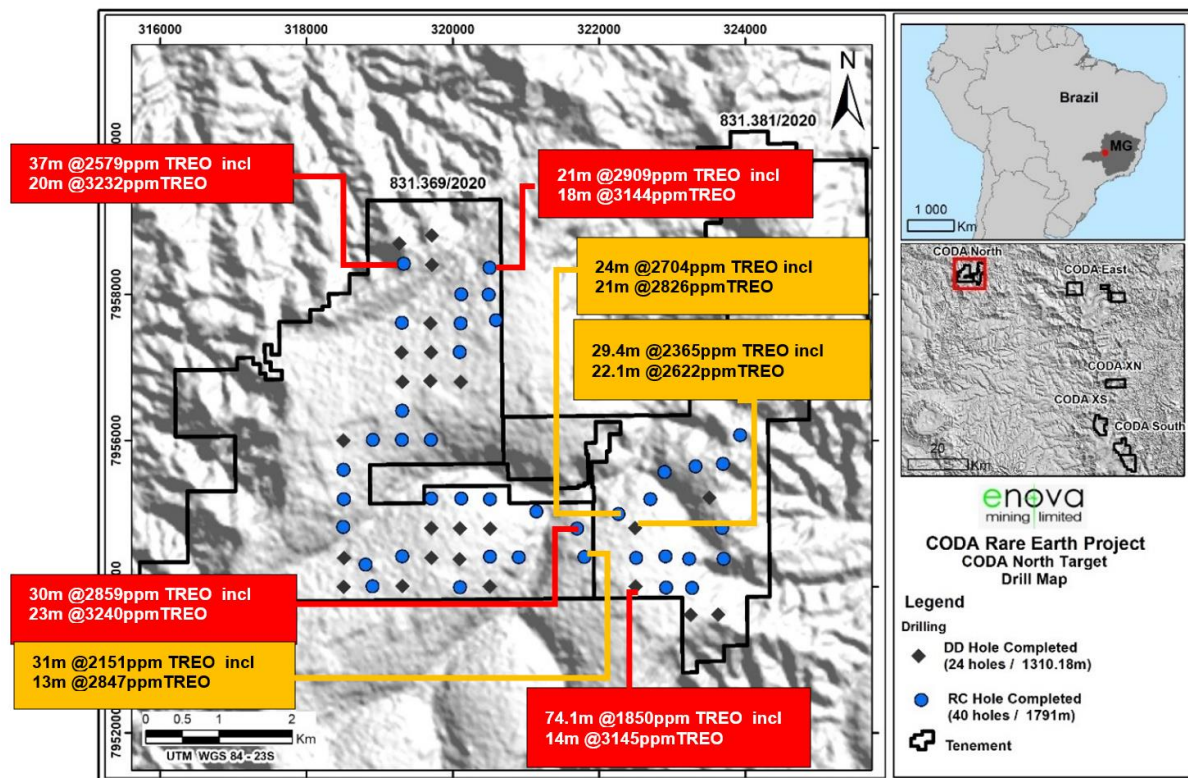 316000 318000 320000 322000 324000
N
831.381/2020
831.369/2020
37m @2579ppm TREO incl
20m @3232ppmTREO
21m @2909ppm TREO incl
18m @3144ppmTREO
24m @2704ppm TREO incl
21m @2826ppmTREO
29.4m @2365ppm TREO incl
22.1m @2622ppmTREO
7958000
7956000
30m @2859ppm TREO incl
23m @3240ppmTREO
31m @2151ppm TREO incl
13m @2847ppmTREO
74.1m @1850ppm TREO incl
14m @3145ppmTREO
7952000
0 0.5 1 2
Km
UTM WGS 84 - 23S
Brazil
MG
1 000
Km
CODA North
CODA East
CODA XN
CODA XS
CODA South
20
Km
enova
mining limited
CODA Rare Earth Project
CODA North Target
Drill Map
Legend
Drilling
DD Hole Completed
(24 holes / 1310.18m)
RC Hole Completed
(40 holes / 1791m)
Tenement